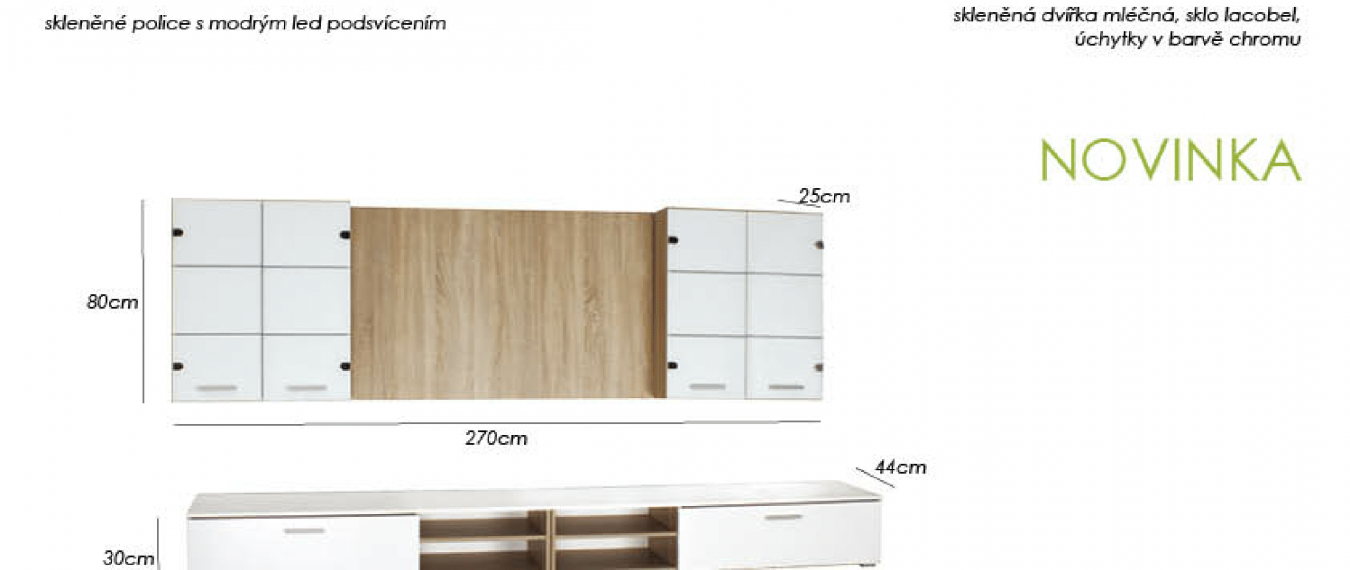 skleněné police s modrým led podsvícením
skleněná dvířka mléčná, sklo lacobel,
úchytky v barvě chromu
NOVINKA
25cm
80cm
270cm
44cm
30cm